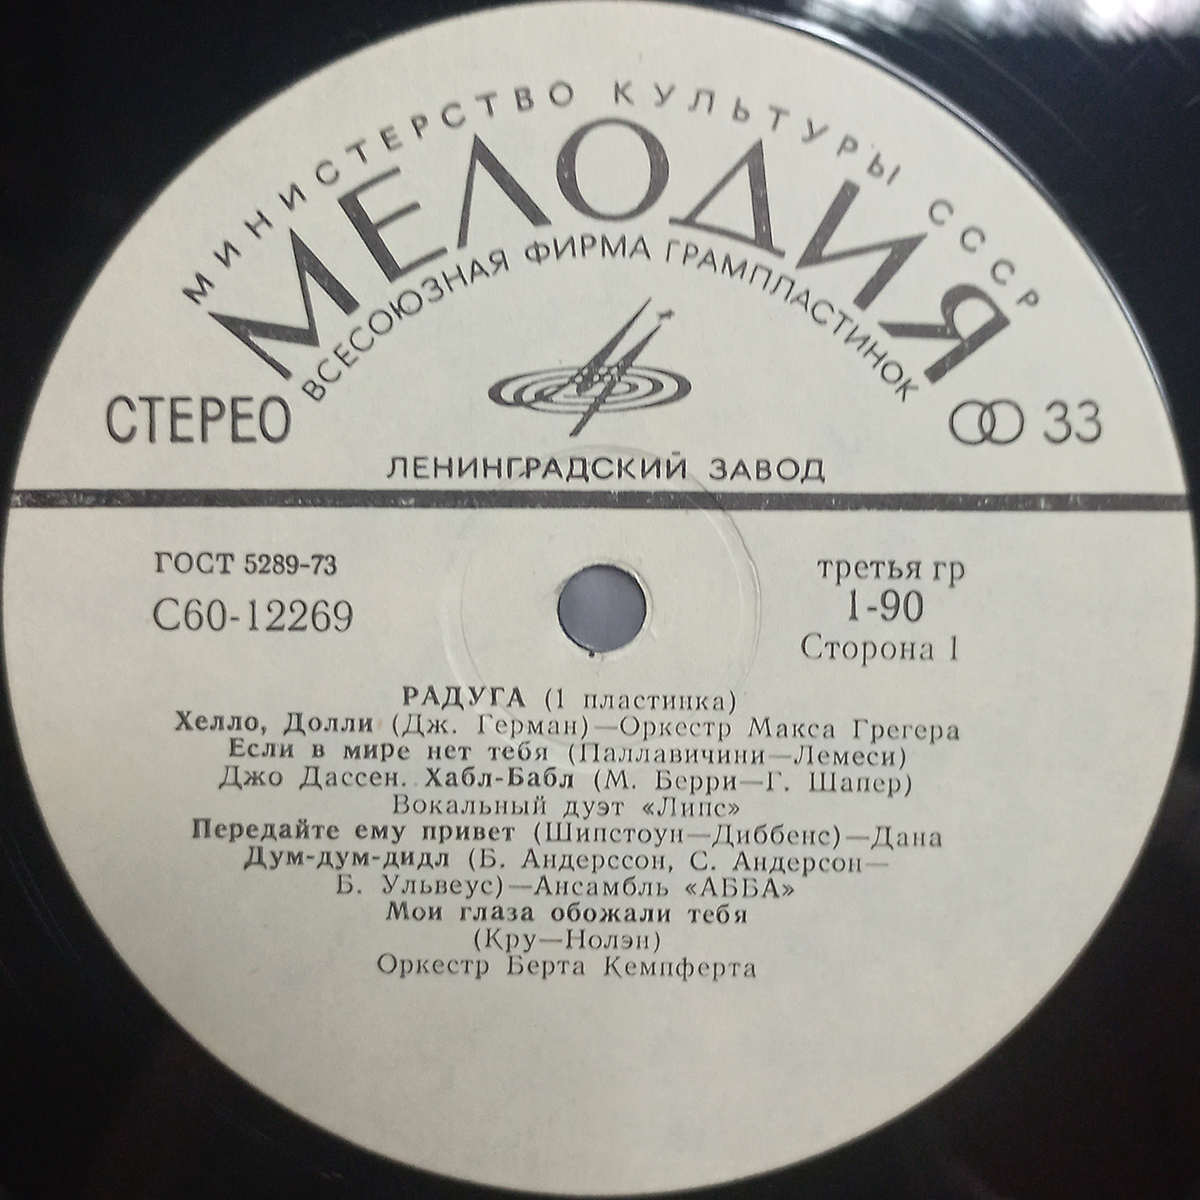 МИНИСТЕРСТВО КУЛЬТУРЫ СССР
МЕЛОДИЯ
ВСЕСОЮЗНАЯ ФИРМА ГРАМПЛАСТИНОК
СТЕРЕО
33
ЛЕНИНГРАДСКИЙ ЗАВОД
ГОСТ 5289-73
С60-12269
третья гр
1-90
Сторона 1
РАДУГА (1 пластинка)
Хелло, Долли (Дж. Герман)—Оркестр Макса Грегера
Если в мире нет тебя (Паллавичини—Лемеси)
Джо Дассен. Хабл-Бабл (М. Берри—Г. Шапер)
Вокальный дуэт «Липс»
Передайте ему привет (Шипстоун—Диббенс)—Дана
Дум-дум-дидл (Б. Андерссон, С. Андерсон—
Б. Ульвеус)—Ансамбль «АББА»
Мои глаза обожали тебя
(Кру—Нолэн)
Оркестр Берта Кемпферта